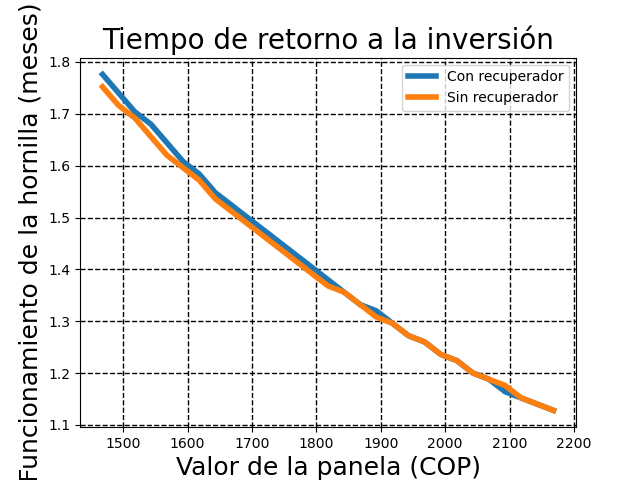 Tiempo de retorno a la inversión
Funcionamiento de la hornilla (meses)
1.8
1.7
1.6
1.5
1.4
1.3
1.2
1.1
Con recuperador
Sin recuperador
1500 1600 1700 1800 1900 2000 2100 2200
Valor de la panela (COP)